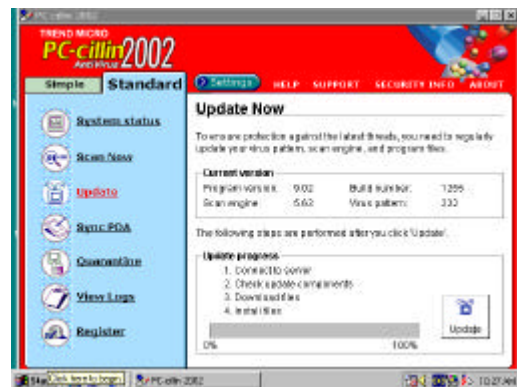 PC-cillin 2002
TREND MICRO
PC-cillin 2002
AntiVirus
Simple
Standard
Settings
HELP
SUPPORT
SECURITY INFO
ABOUT
System status
Scan Now
Update
Sync PDA
Quarantine
View Logs
Register
Update Now
To ensure protection against the latest threats, you need to regularly
update your virus pattern, scan engine, and program files.
Current version
Program version: 9.02 Build number: 1266
Scan engine 5.62 Virus pattern: 222
The following steps are performed after you click 'Update'.
Update progress
1. Connect to server
2. Check update components
3. Download files
4. Install files
Update
0% 100%
Click here to begin
PC-cillin 2002
10:27 AM